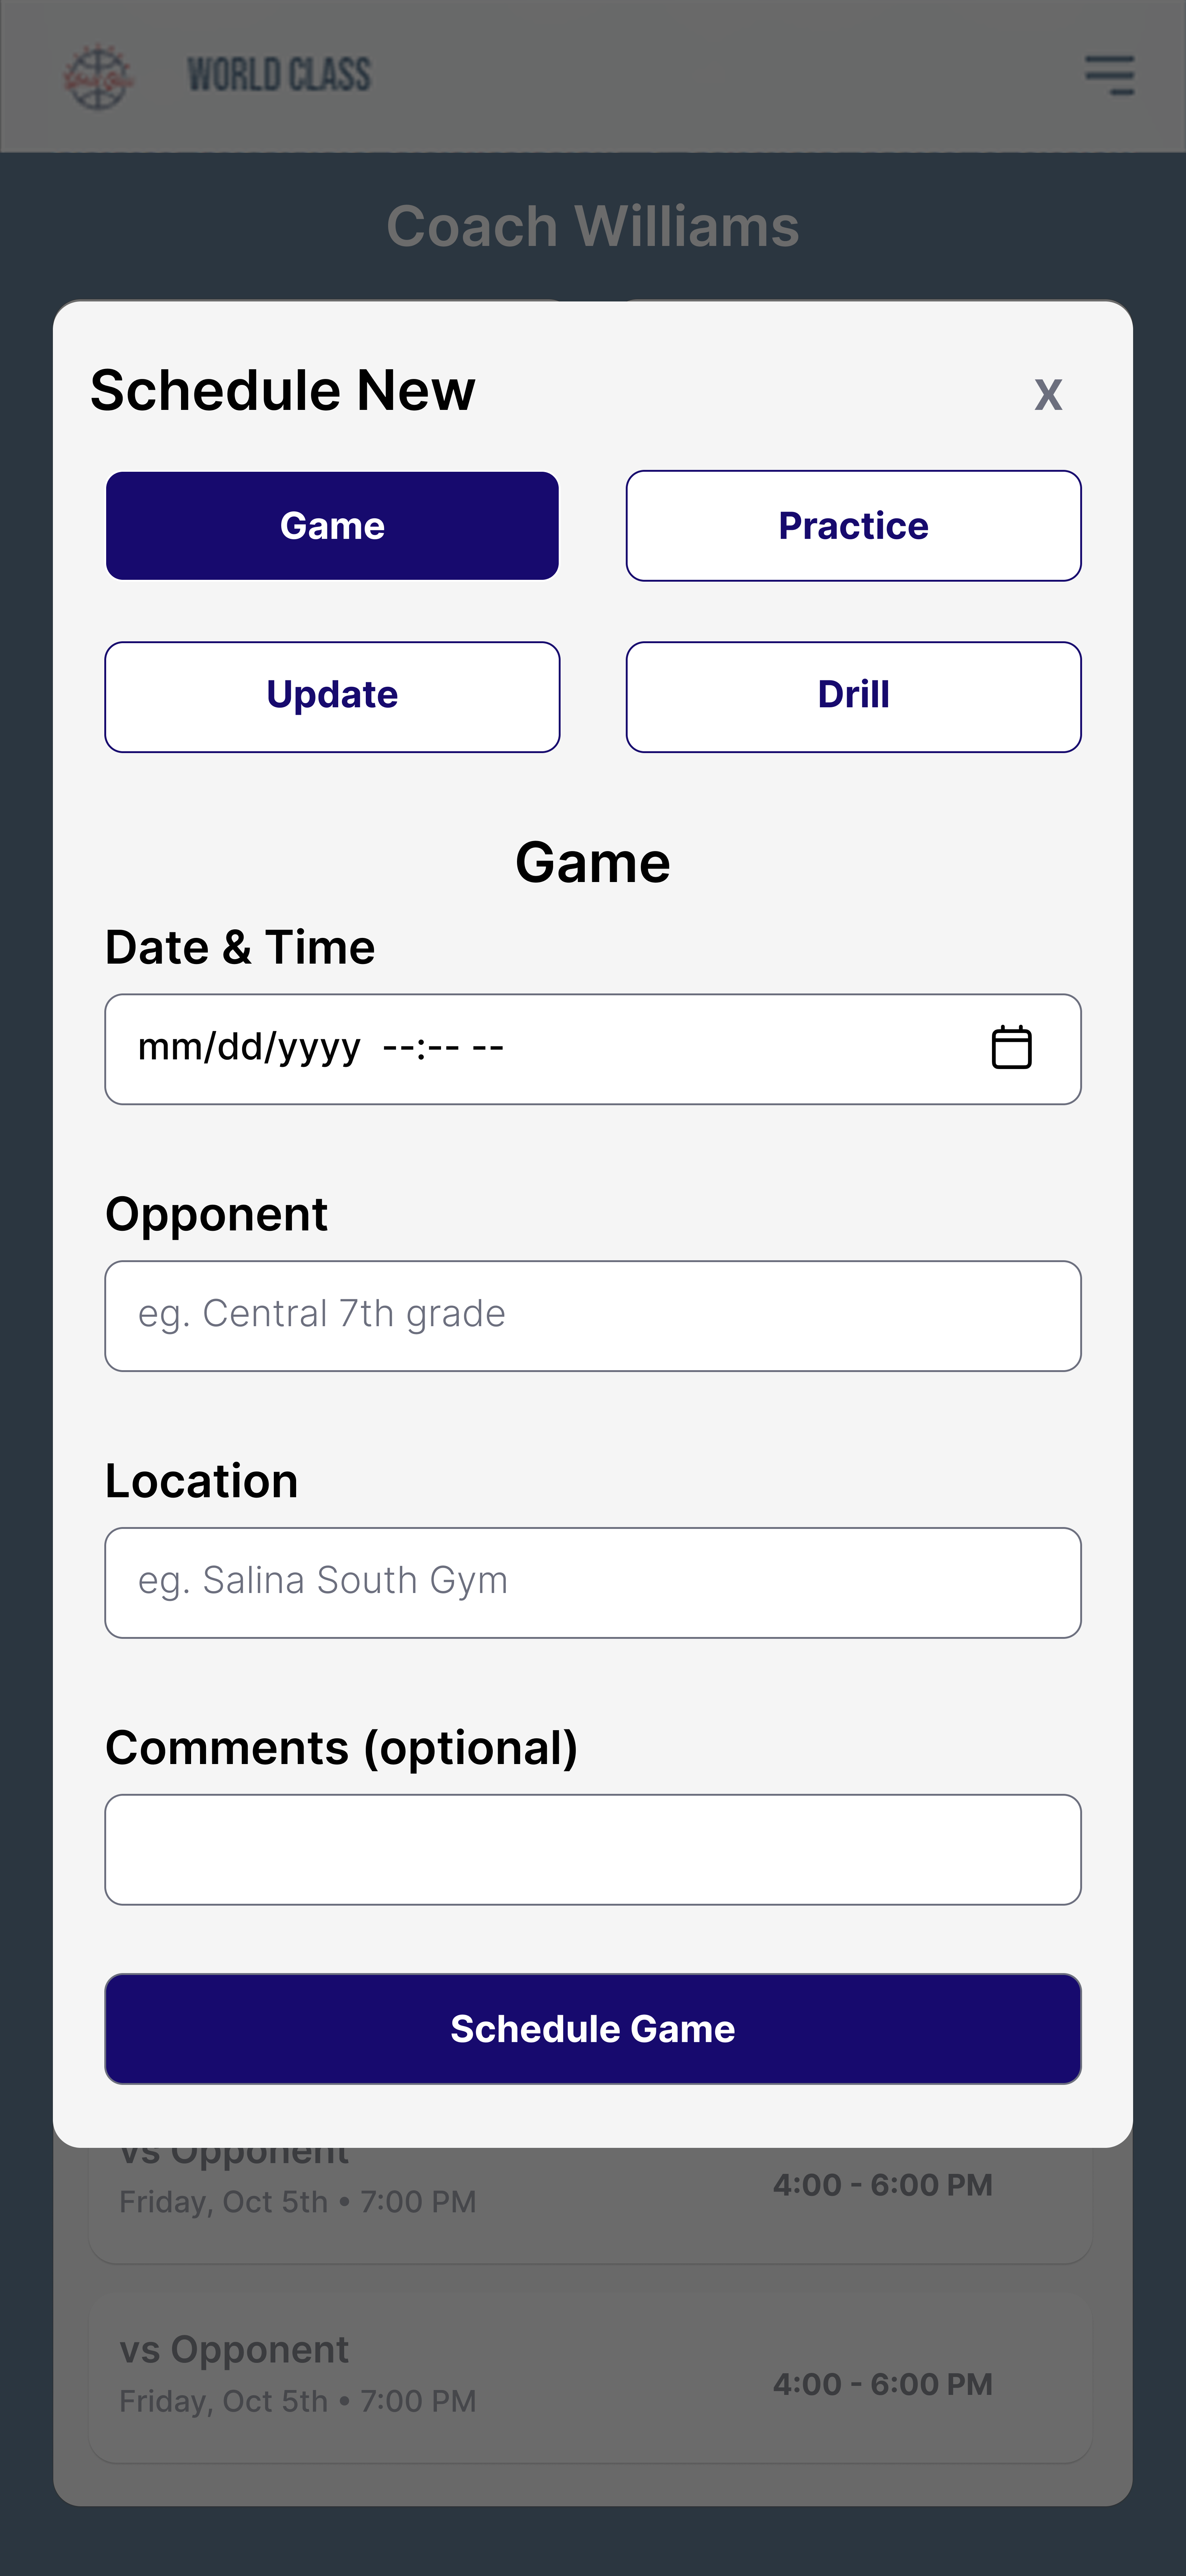 WORLD CLASS
Coach Williams
Schedule New
x
Game
Practice
Update
Drill
Game
Date & Time
mm/dd/yyyy --:-- --
Opponent
eg. Central 7th grade
Location
eg. Salina South Gym
Comments (optional)
Schedule Game
vs Opponent
Friday, Oct 5th • 7:00 PM
4:00 - 6:00 PM
vs Opponent
Friday, Oct 5th • 7:00 PM
4:00 - 6:00 PM